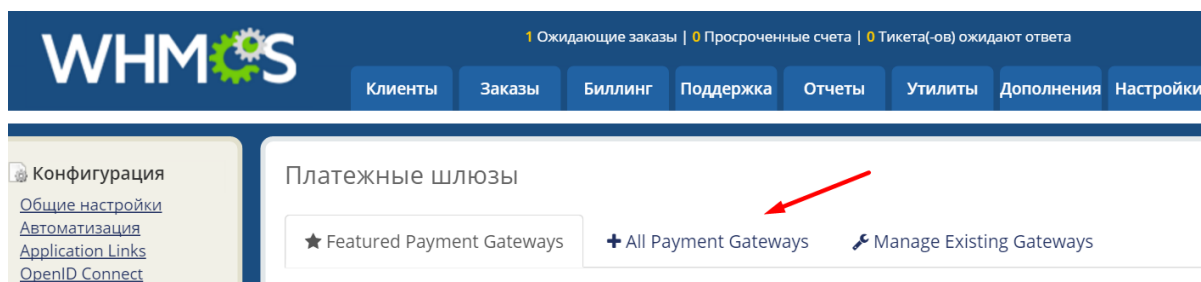 WHMCS
1 Ожидающие заказы | 0 Просроченные счета | 0 Тикета(-ов) ожидают ответа
Клиенты Заказы Биллинг Поддержка Отчеты Утилиты Дополнения Настройки
Конфигурация
Общие настройки
Автоматизация
Application Links
OpenID Connect
Платежные шлюзы
Featured Payment Gateways + All Payment Gateways Manage Existing Gateways